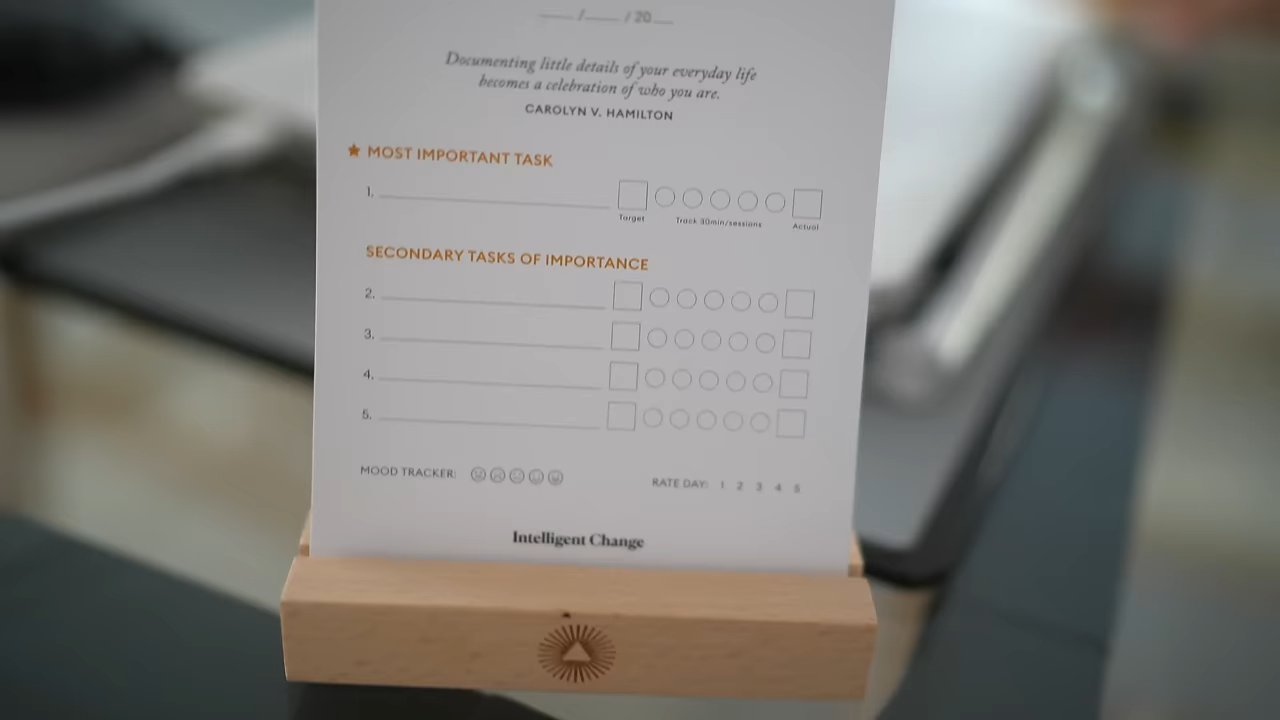 / / 20
Documenting little details of your everyday life
becomes a celebration of who you are.
CAROLYN V. HAMILTON
MOST IMPORTANT TASK
1.
Target Track 30min/sessions Actual
SECONDARY TASKS OF IMPORTANCE
2.
3.
4.
5.
MOOD TRACKER: RATE DAY: 1 2 3 4 5
Intelligent Change